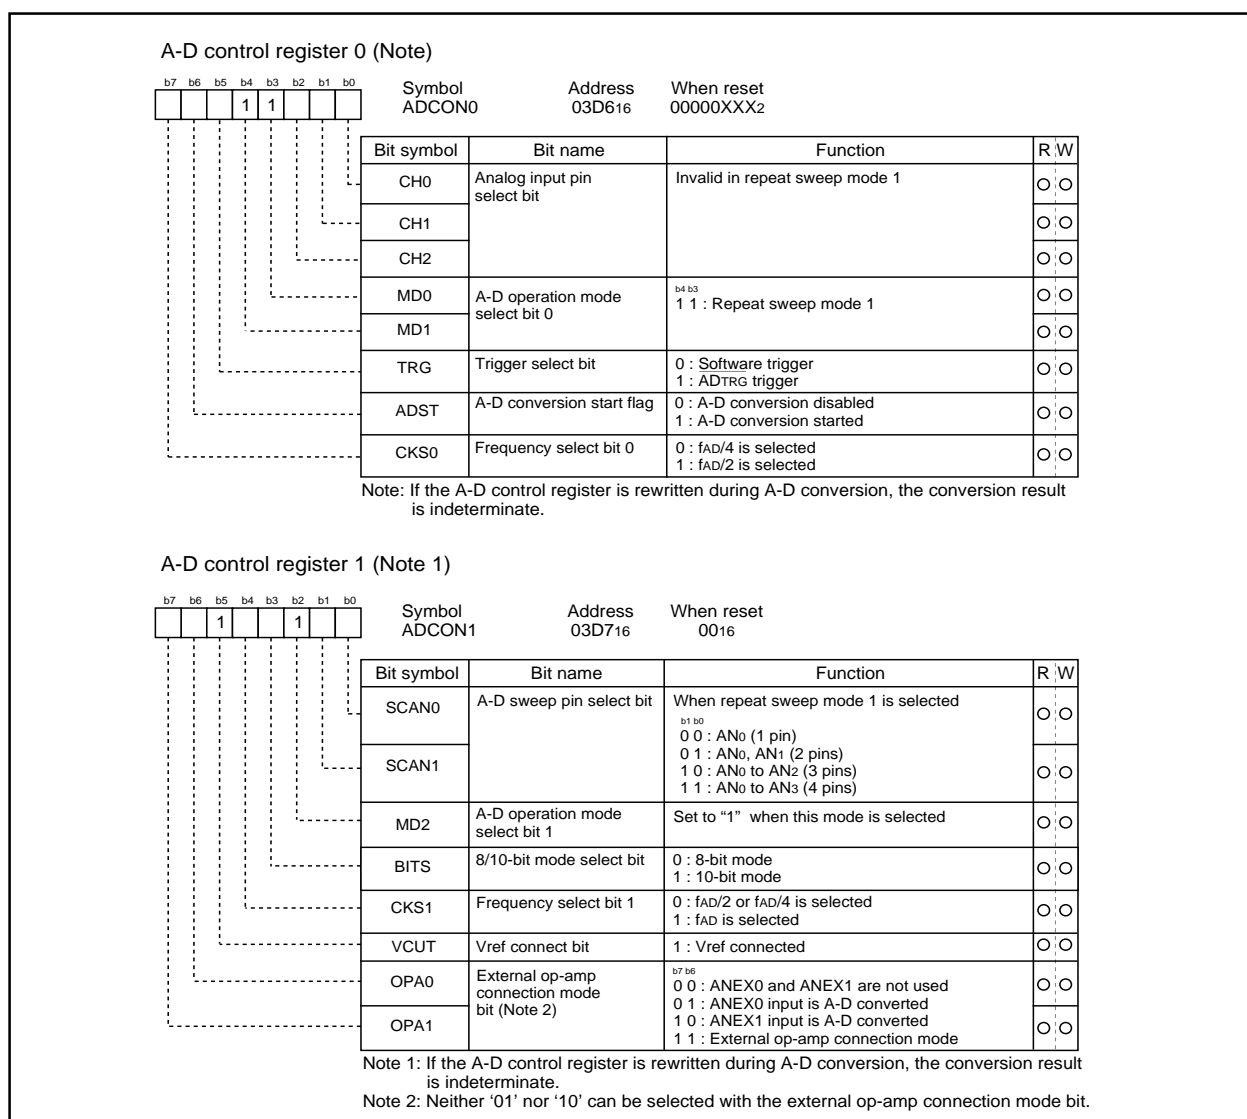 A-D control register 0 (Note)
b7 b6 b5 b4 b3 b2 b1 b0
1 1
Symbol Address When reset
ADCON0 03D616 00000XXX2
Bit symbol Bit name Function R W
CH0 Analog input pin select bit Invalid in repeat sweep mode 1
CH1
CH2
MD0 A-D operation mode select bit 0 b4 b3
1 1 : Repeat sweep mode 1
MD1
TRG Trigger select bit 0 : Software trigger
1 : ADTRG trigger
ADST A-D conversion start flag 0 : A-D conversion disabled
1 : A-D conversion started
CKS0 Frequency select bit 0 0 : fAD/4 is selected
1 : fAD/2 is selected
Note: If the A-D control register is rewritten during A-D conversion, the conversion result
is indeterminate.
A-D control register 1 (Note 1)
b7 b6 b5 b4 b3 b2 b1 b0
1 1
Symbol Address When reset
ADCON1 03D716 0016
Bit symbol Bit name Function R W
SCAN0 A-D sweep pin select bit When repeat sweep mode 1 is selected
b1 b0
0 0 : AN0 (1 pin)
0 1 : AN0, AN1 (2 pins)
SCAN1 1 0 : AN0 to AN2 (3 pins)
1 1 : AN0 to AN3 (4 pins)
MD2 A-D operation mode select bit 1 Set to “1” when this mode is selected
BITS 8/10-bit mode select bit 0 : 8-bit mode
1 : 10-bit mode
CKS1 Frequency select bit 1 0 : fAD/2 or fAD/4 is selected
1 : fAD is selected
VCUT Vref connect bit 1 : Vref connected
OPA0 External op-amp connection mode bit (Note 2) b7 b6
0 0 : ANEX0 and ANEX1 are not used
0 1 : ANEX0 input is A-D converted
OPA1 1 0 : ANEX1 input is A-D converted
1 1 : External op-amp connection mode
Note 1: If the A-D control register is rewritten during A-D conversion, the conversion result
is indeterminate.
Note 2: Neither ‘01’ nor ‘10’ can be selected with the external op-amp connection mode bit.